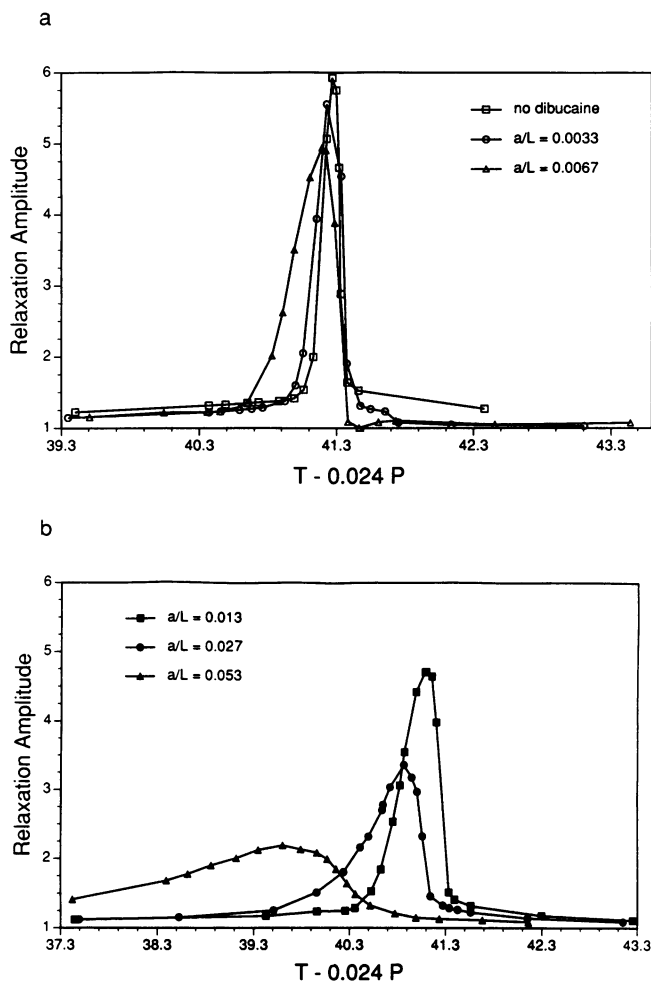 a
6
5
4
3
2
1
Relaxation Amplitude
no dibucaine
a/L = 0.0033
a/L = 0.0067
39.3 40.3 41.3 42.3 43.3
T - 0.024 P
b
6
5
4
3
2
1
Relaxation Amplitude
a/L = 0.013
a/L = 0.027
a/L = 0.053
37.3 38.3 39.3 40.3 41.3 42.3 43.3
T - 0.024 P